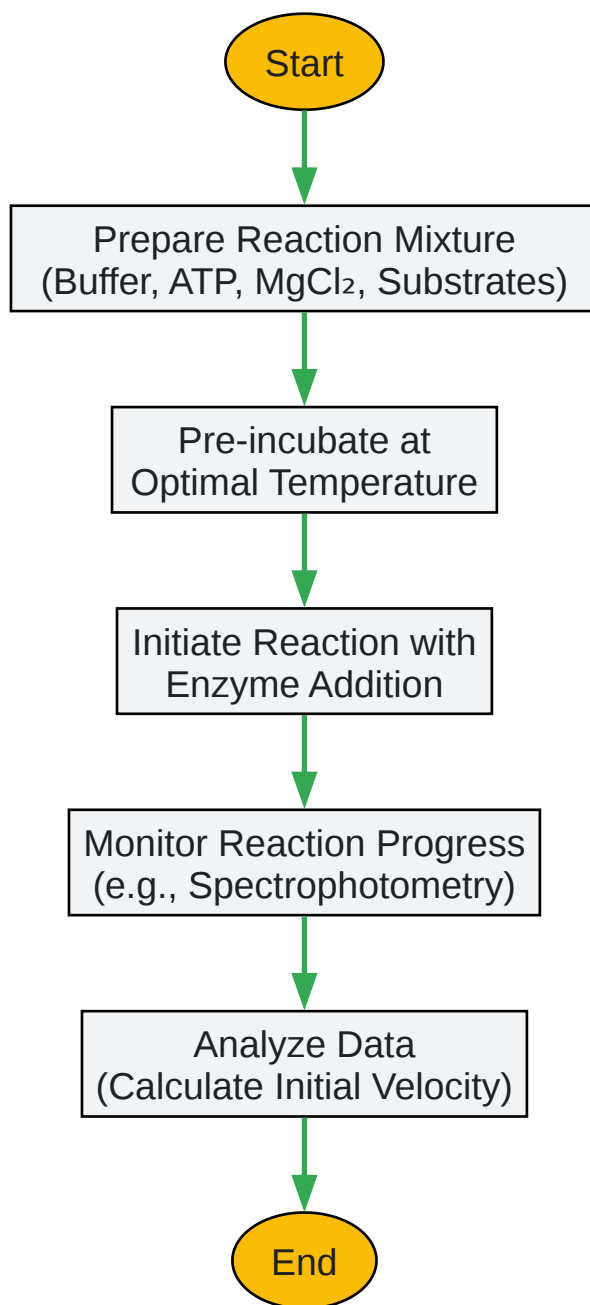 Start
Prepare Reaction Mixture
(Buffer, ATP, MgCl₂, Substrates)
Pre-incubate at
Optimal Temperature
Initiate Reaction with
Enzyme Addition
Monitor Reaction Progress
(e.g., Spectrophotometry)
Analyze Data
(Calculate Initial Velocity)
End